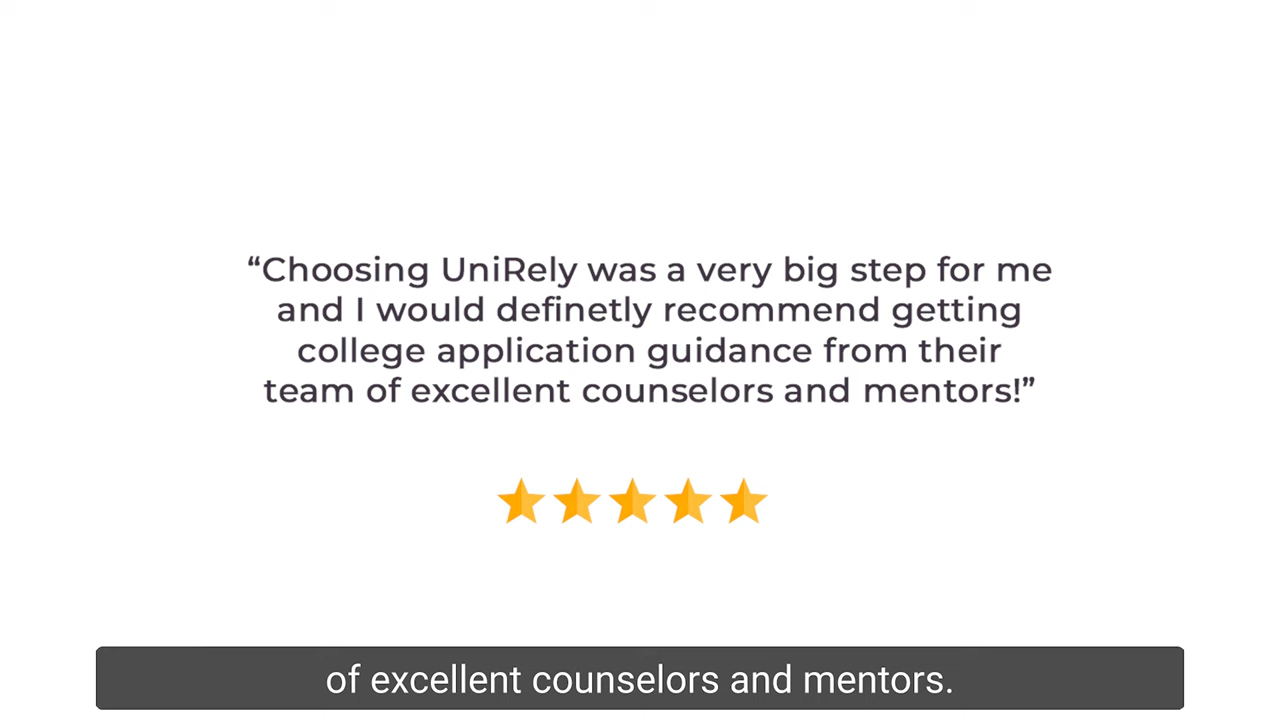 “Choosing UniRely was a very big step for me
and I would definetly recommend getting
college application guidance from their
team of excellent counselors and mentors!”
of excellent counselors and mentors.